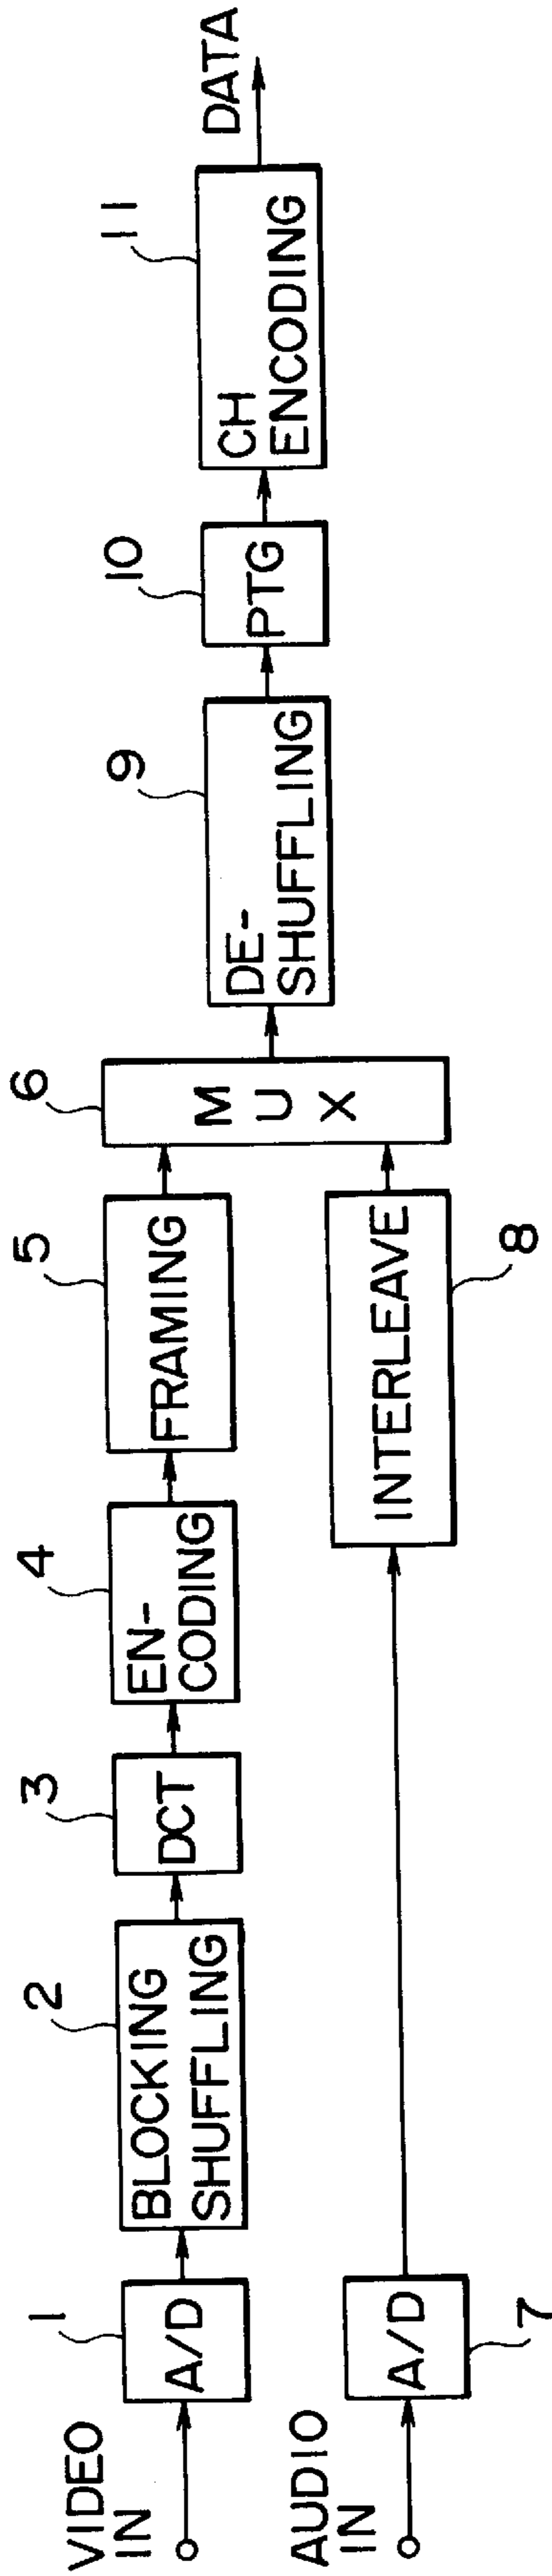 VIDEO
IN
1
A/D
2
BLOCKING
SHUFFLING
3
DCT
4
EN-
CODING
5
FRAMING
6
MUX
AUDIO
IN
7
A/D
8
INTERLEAVE
9
DE-
SHUFFLING
10
PTG
11
CH
ENCODING
DATA